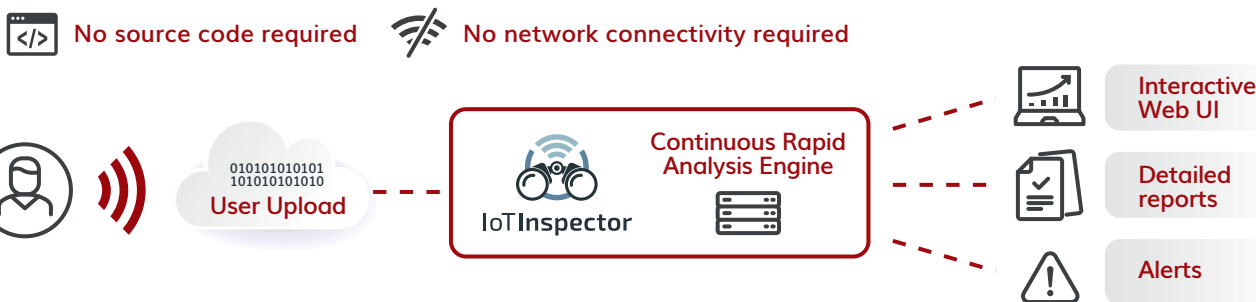 </>
No source code required
No network connectivity required
010101010101
101010101010
User Upload
IoTInspector
Continuous Rapid
Analysis Engine
Interactive
Web UI
Detailed
reports
Alerts